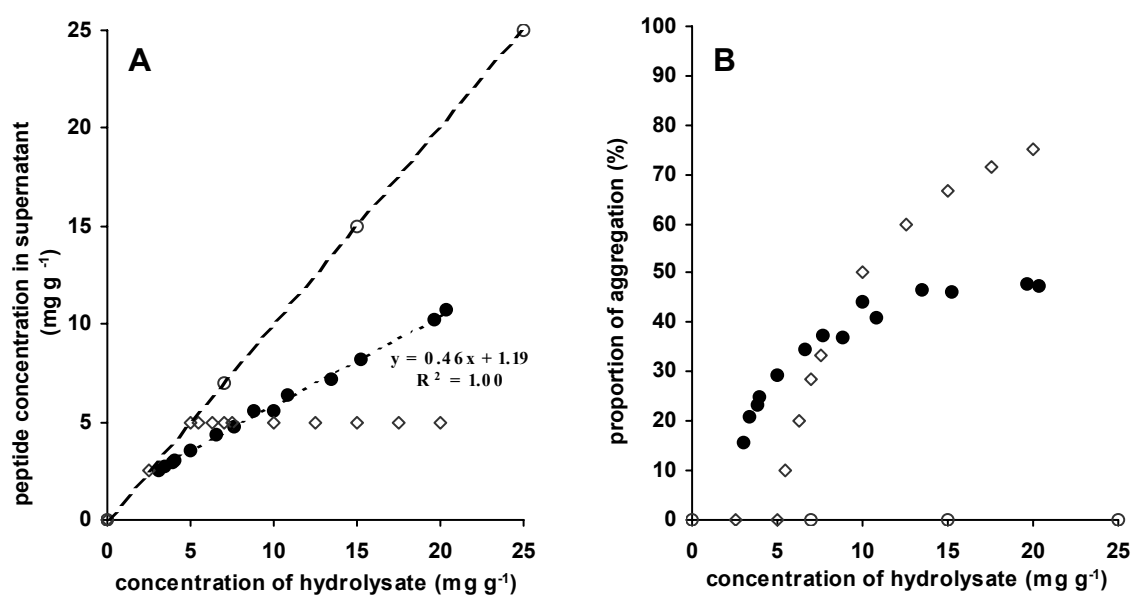 A
peptide concentration in supernatant
(mg g -1)
25
20
15
10
5
0
y = 0.46x + 1.19
R 2 = 1.00
0 5 10 15 20 25
concentration of hydrolysate (mg g-1)
B
proportion of aggregation (%)
100
90
80
70
60
50
40
30
20
10
0
0 5 10 15 20 25
concentration of hydrolysate (mg g-1)